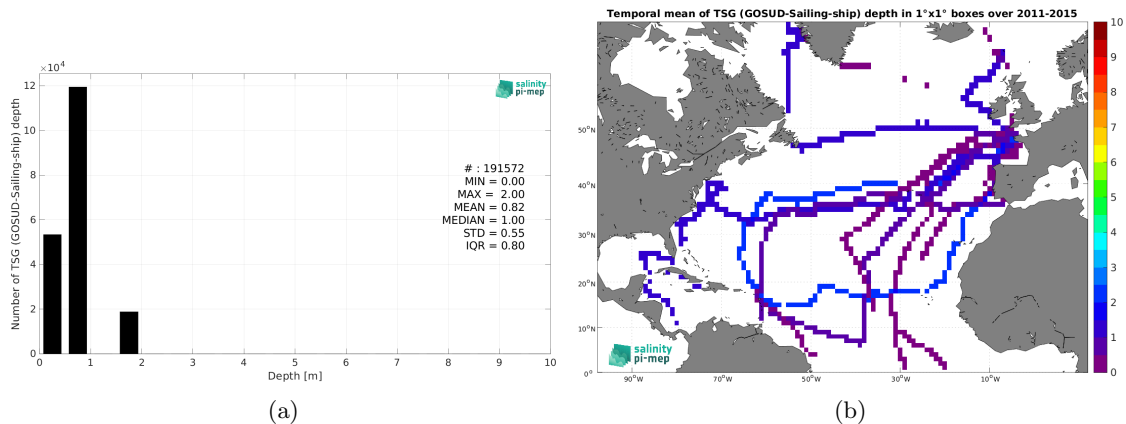 Number of TSG (GOSUD-Sailing-ship) depth
×10⁴
12
10
8
6
4
2
0
salinity
pi-mep
# : 191572
MIN = 0.00
MAX = 2.00
MEAN = 0.82
MEDIAN = 1.00
STD = 0.55
IQR = 0.80
0 1 2 3 4 5 6 7 8 9 10
Depth [m]
(a)
Temporal mean of TSG (GOSUD-Sailing-ship) depth in 1°x1° boxes over 2011-2015
50°N
40°N
30°N
20°N
10°N
0°
salinity
pi-mep
90°W 70°W 50°W 30°W 10°W
10
9
8
7
6
5
4
3
2
1
0
(b)